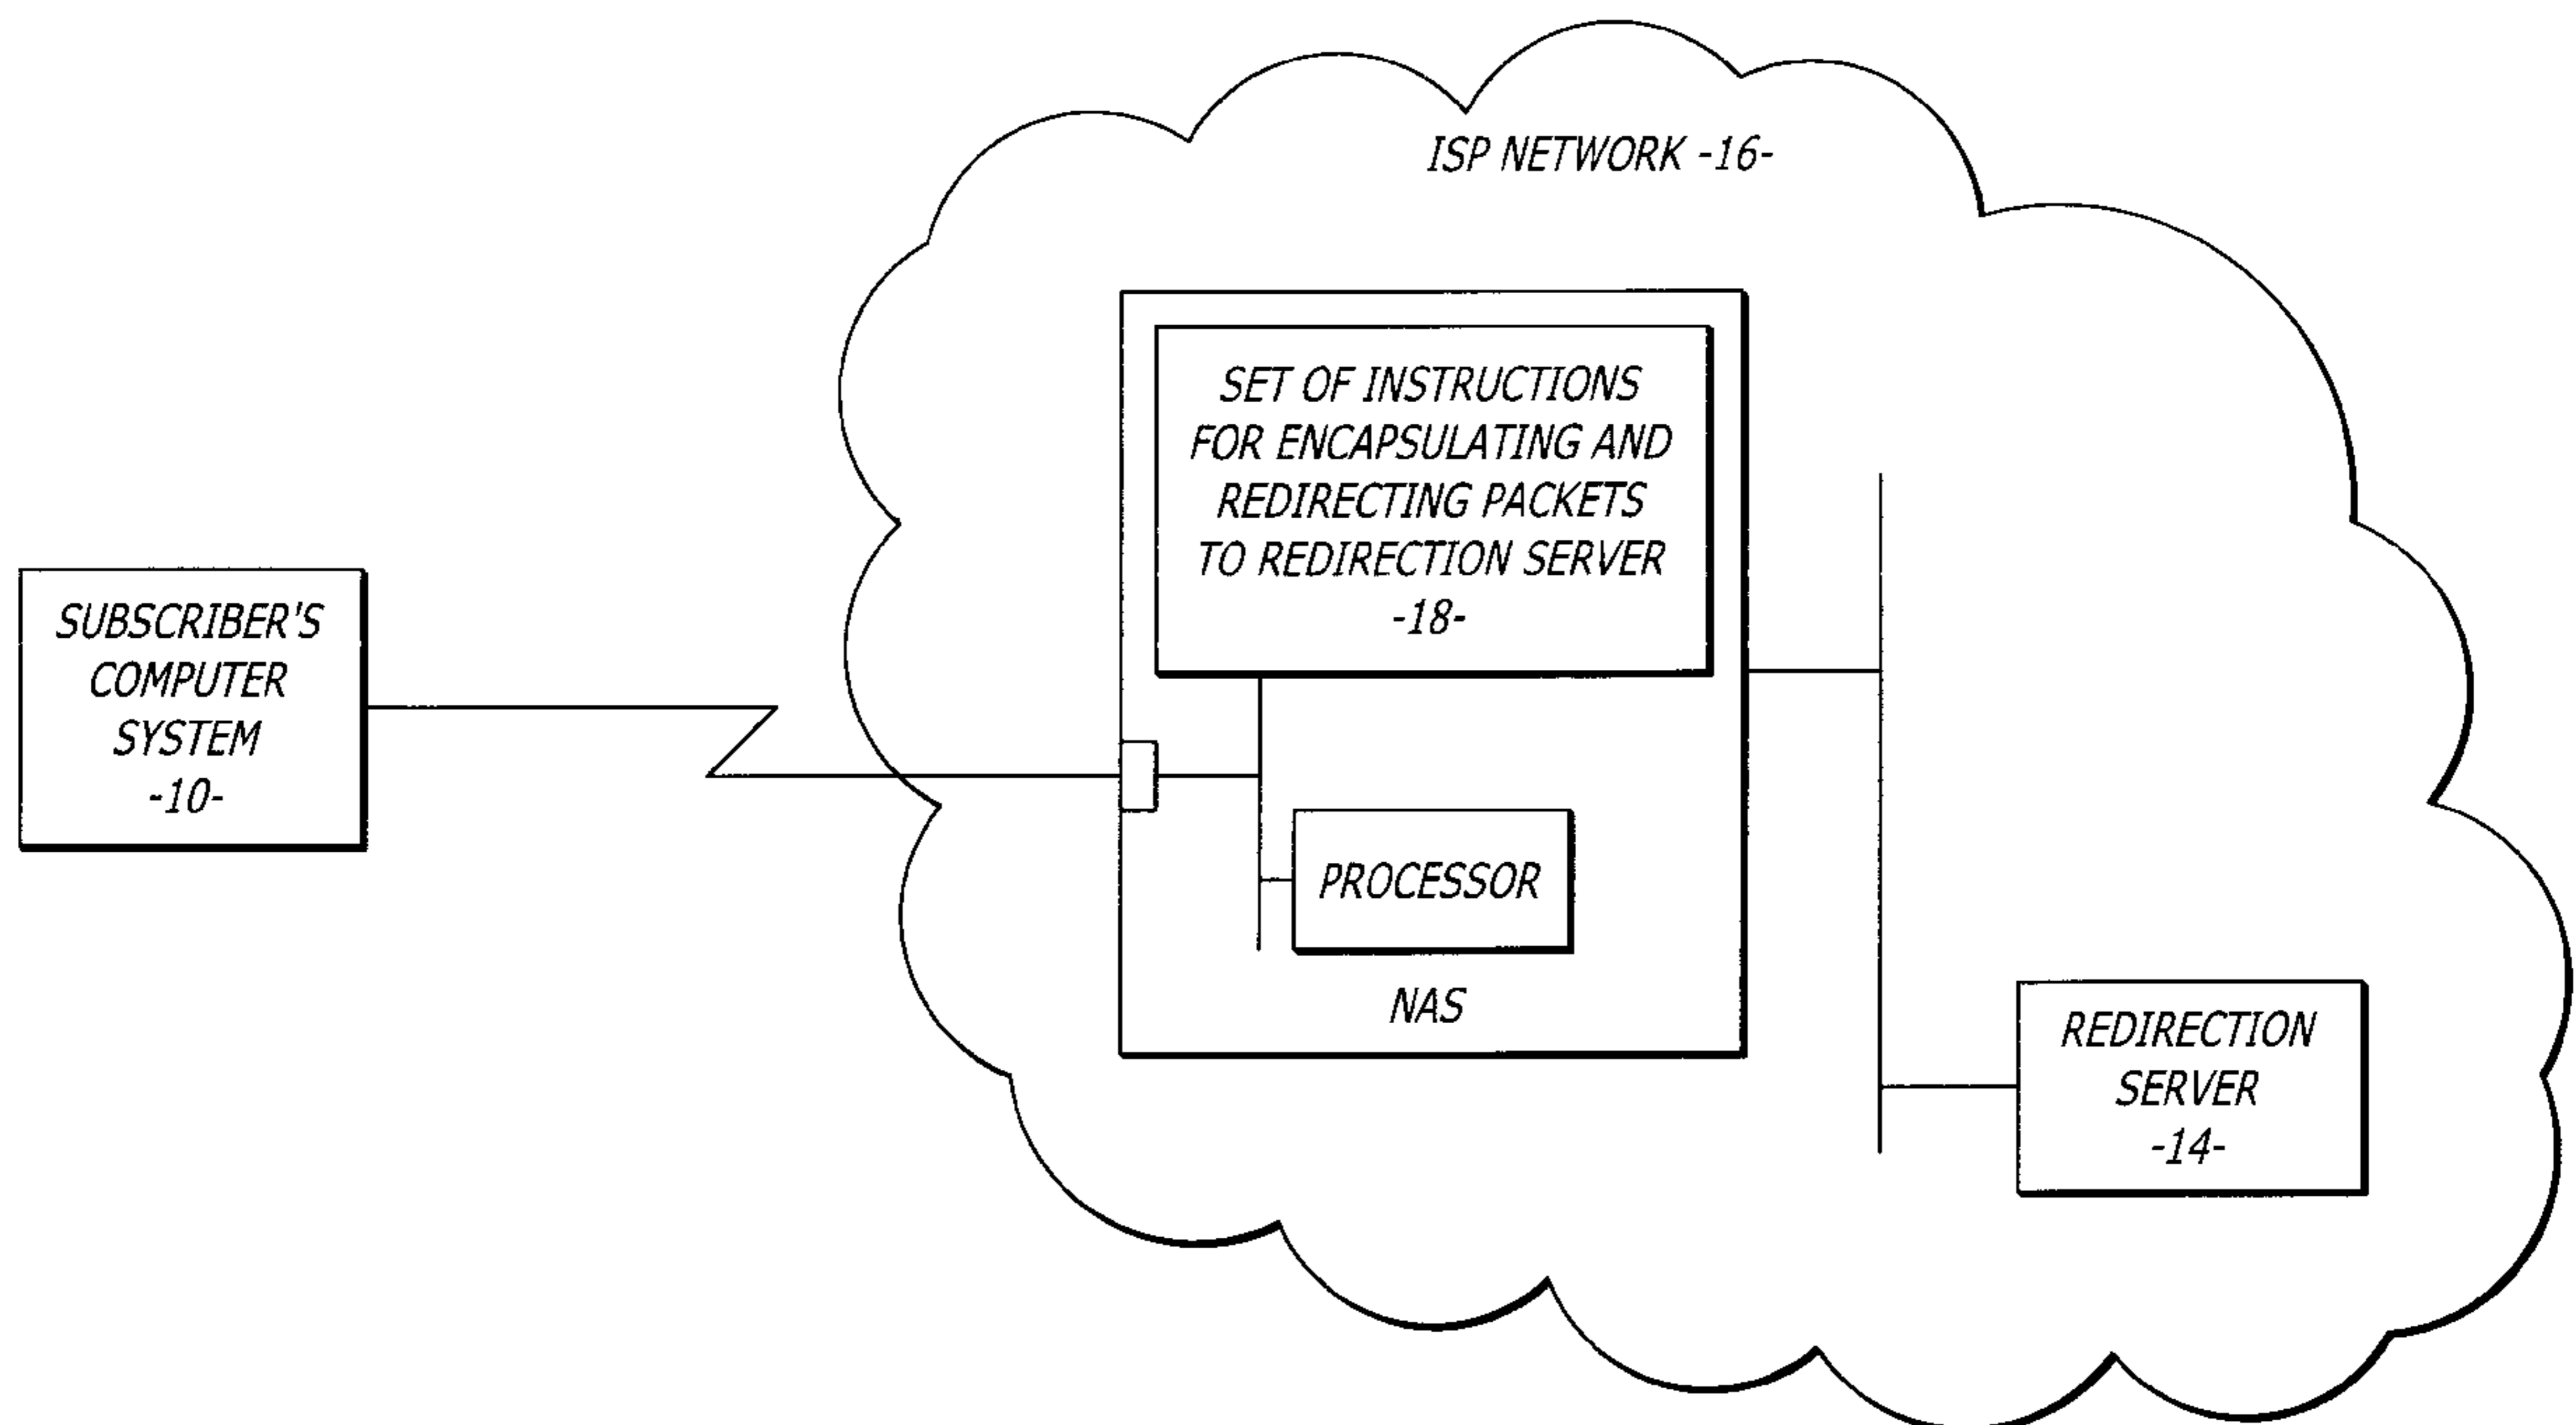 ISP NETWORK -16-
SET OF INSTRUCTIONS
FOR ENCAPSULATING AND
REDIRECTING PACKETS
TO REDIRECTION SERVER
-18-
SUBSCRIBER'S
COMPUTER
SYSTEM
-10-
PROCESSOR
NAS
REDIRECTION
SERVER
-14-